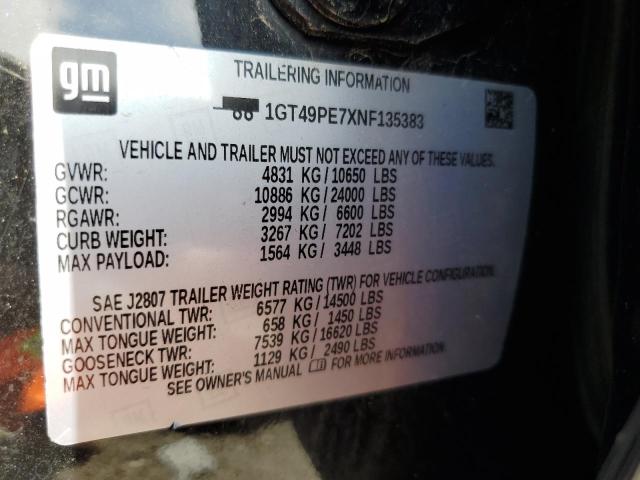 gm
TRAILERING INFORMATION
1GT49PE7XNF135383
VEHICLE AND TRAILER MUST NOT EXCEED ANY OF THESE VALUES.
GVWR: 4831 KG / 10650 LBS
GCWR: 10886 KG / 24000 LBS
RGAWR: 2994 KG / 6600 LBS
CURB WEIGHT: 3267 KG / 7202 LBS
MAX PAYLOAD: 1564 KG / 3448 LBS
SAE J2807 TRAILER WEIGHT RATING (TWR) FOR VEHICLE CONFIGURATION.
CONVENTIONAL TWR: 6577 KG / 14500 LBS
MAX TONGUE WEIGHT: 658 KG / 1450 LBS
GOOSENECK TWR: 7539 KG / 16620 LBS
MAX TONGUE WEIGHT: 1129 KG / 2490 LBS
SEE OWNER'S MANUAL FOR MORE INFORMATION.